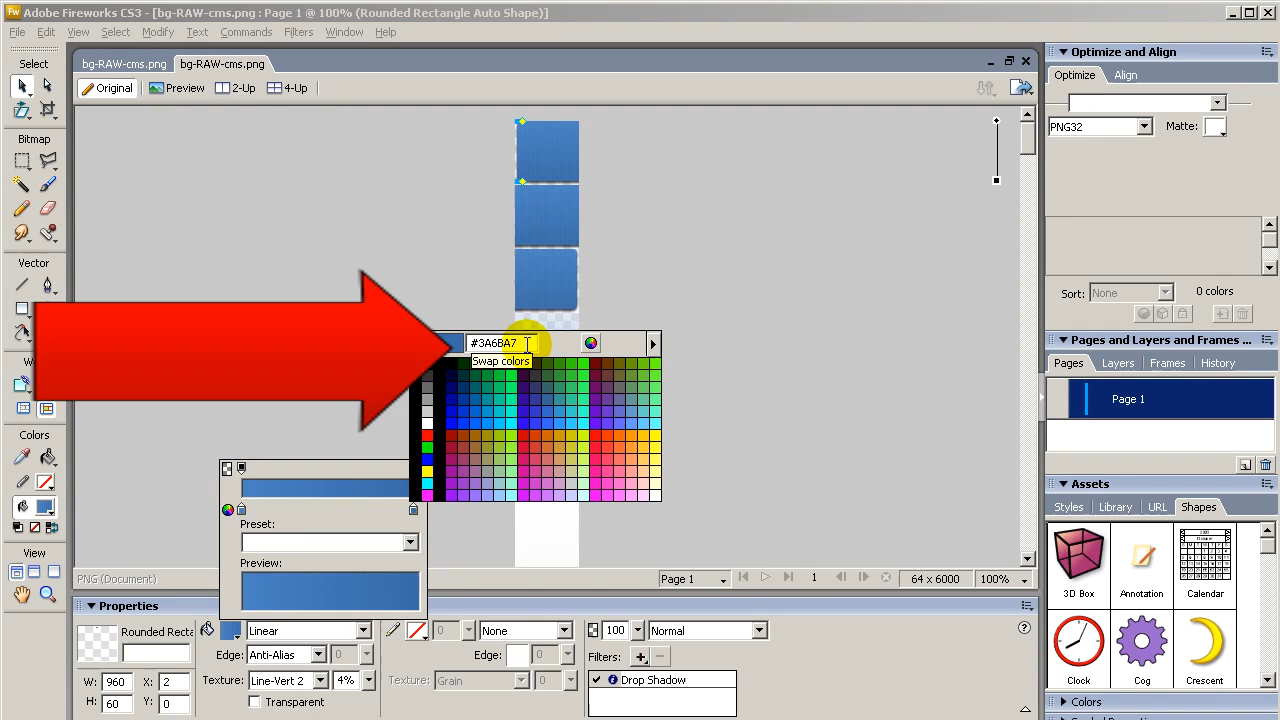 Adobe Fireworks CS3 - [bg-RAW-cms.png : Page 1 @ 100% (Rounded Rectangle Auto Shape)]
File Edit View Select Modify Text Commands Filters Window Help
Select
bg-RAW-cms.png bg-RAW-cms.png
Original Preview 2-Up 4-Up
Bitmap
Vector
W
Colors
View
#3A6BA7
Swap colors
Preset:
Preview:
PNG (Document)
Page 1 1 64 x 6000 100%
Optimize and Align
Optimize Align
PNG32 Matte:
Sort: None 0 colors
Pages and Layers and Frames ...
Pages Layers Frames History
Page 1
Assets
Styles Library URL Shapes
3D Box Annotation Calendar
Clock Cog Crescent
Colors
Properties
Rounded Recta Linear 0 None 100 Normal
Edge: Anti-Alias 0 Edge: 0 Filters:
W: 960 X: 2 Texture: Line-Vert 2 4% Texture: Grain 0 Drop Shadow
H: 60 Y: 0 Transparent